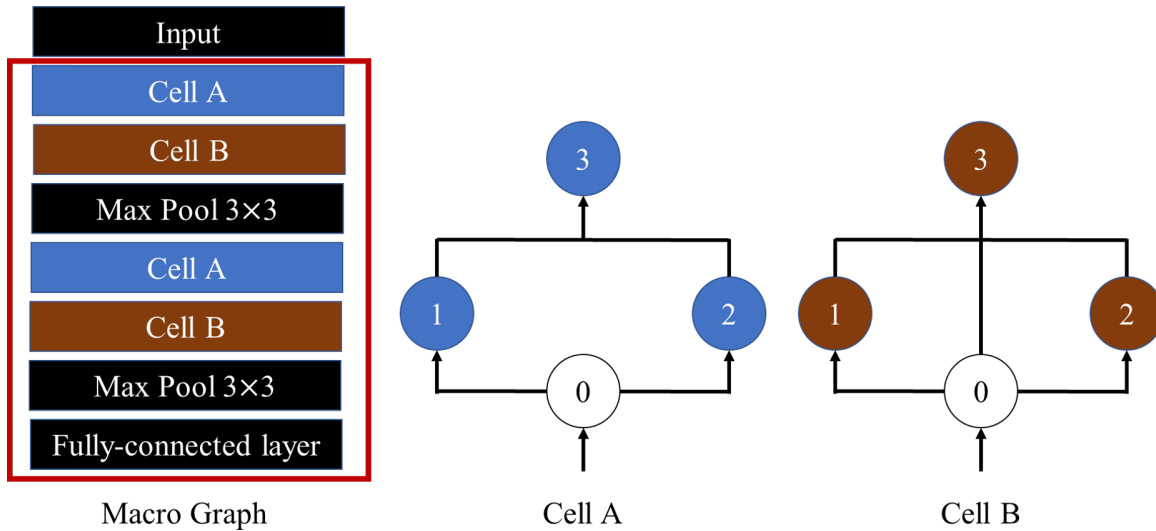 Input
Cell A
Cell B
Max Pool 3×3
Cell A
Cell B
Max Pool 3×3
Fully-connected layer
Macro Graph
3
1
2
0
Cell A
3
1
2
0
Cell B